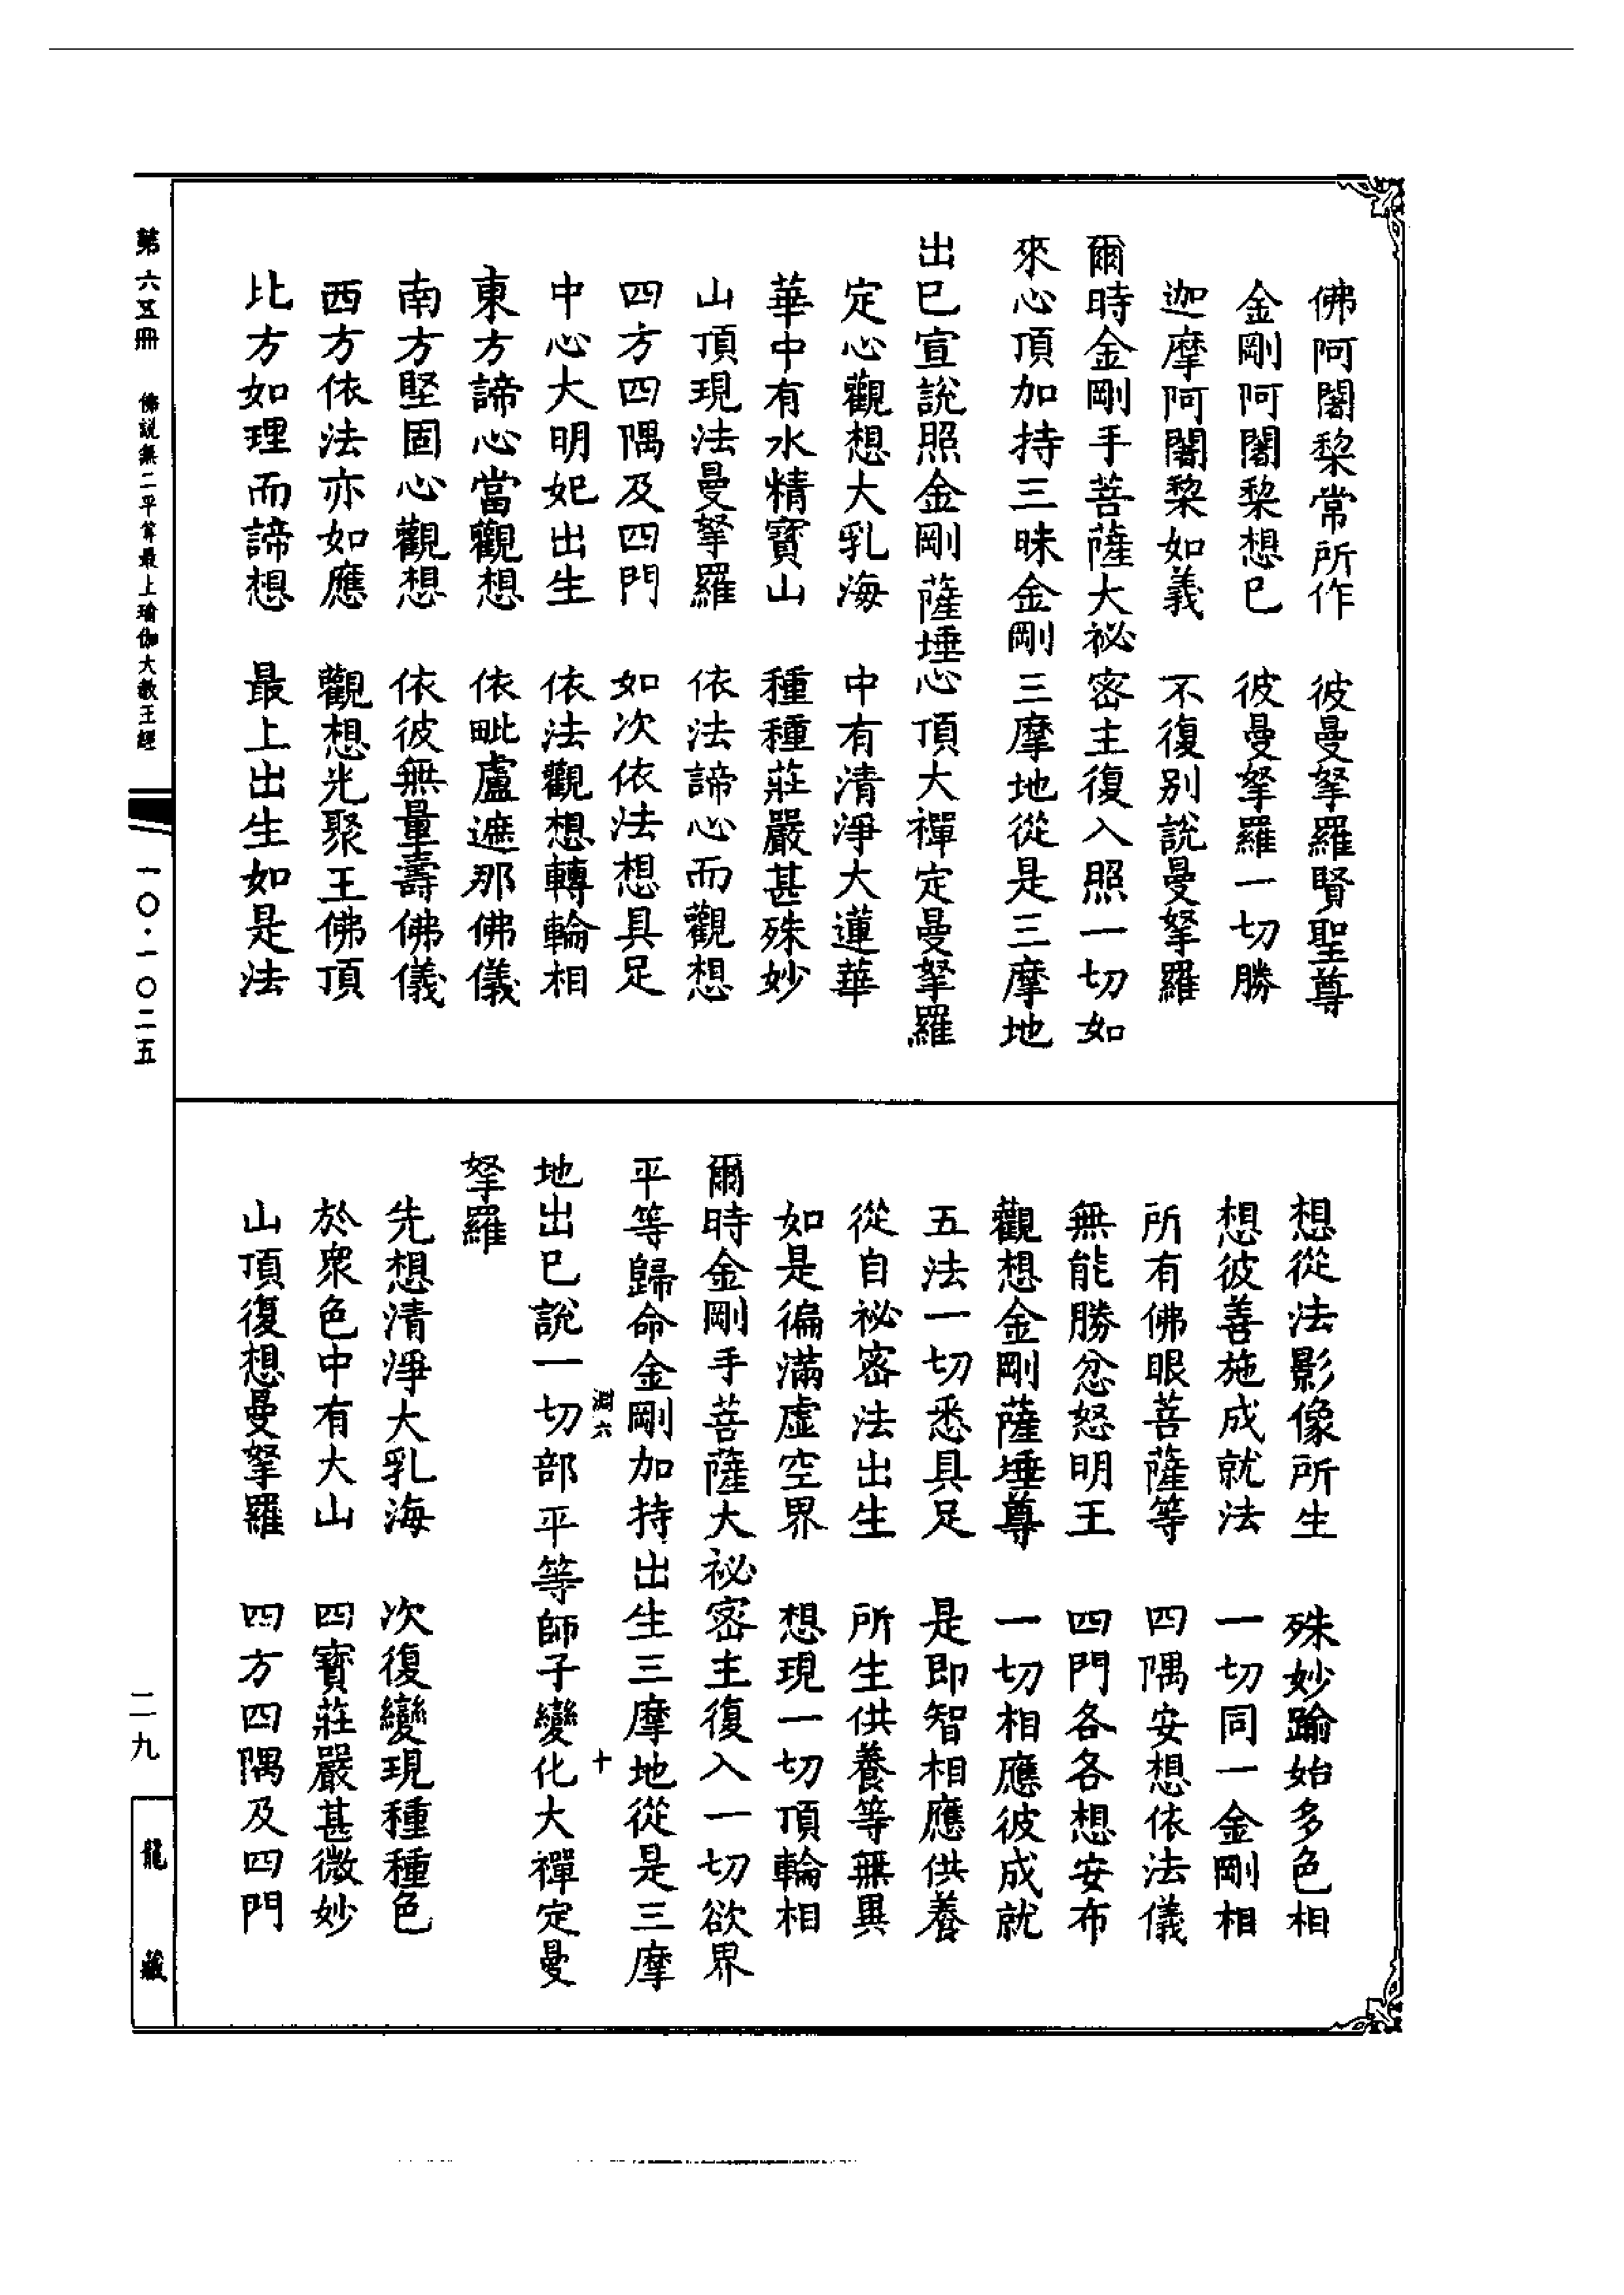 佛阿闍棃常所作　彼曼拏羅賢聖尊
金剛阿闍棃想已　彼曼拏羅一切勝
迦摩阿闍棃如義　不復別說曼拏羅
爾時金剛手菩薩大祕密主復入照一切如
來心頂加持三昧金剛三摩地從是三摩地
出已宣說照金剛薩埵心頂大禪定曼拏羅
定心觀想大乳海　中有清淨大蓮華
華中有水精寶山　種種莊嚴甚殊妙
山頂現法曼拏羅　依法諦心而觀想
四方四隅及四門　如次依法想具足
中心大明妃出生　依法觀想轉輪相
東方諦心當觀想　依毗盧遮那佛儀
南方堅固心觀想　依彼無量壽佛儀
西方依法亦如應　觀想光聚王佛頂
北方如理而諦想　最上出生如是法
想從法影像所生　殊妙踰始多色相
想彼善施成就法　一切同一金剛相
所有佛眼菩薩等　四隅安想依法儀
無能勝忿怒明王　四門各各想安布
觀想金剛薩埵尊　一切相應彼成就
五法一切悉具足　是即智相應供養
從自祕密法出生　所生供養等無異
如是徧滿虛空界　想現一切頂輪相
爾時金剛手菩薩大祕密主復入一切欲界
平等歸命金剛加持出生三摩地從是三摩
淵六　十
地出已說一切部平等師子變化大禪定曼
拏羅
先想清淨大乳海　次復變現種種色
於衆色中有大山　四寶莊嚴甚微妙
山頂復想曼拏羅　四方四隅及四門
第六五冊　佛說無二平等最上瑜伽大教王經　一〇·一〇二五
二九
龍藏